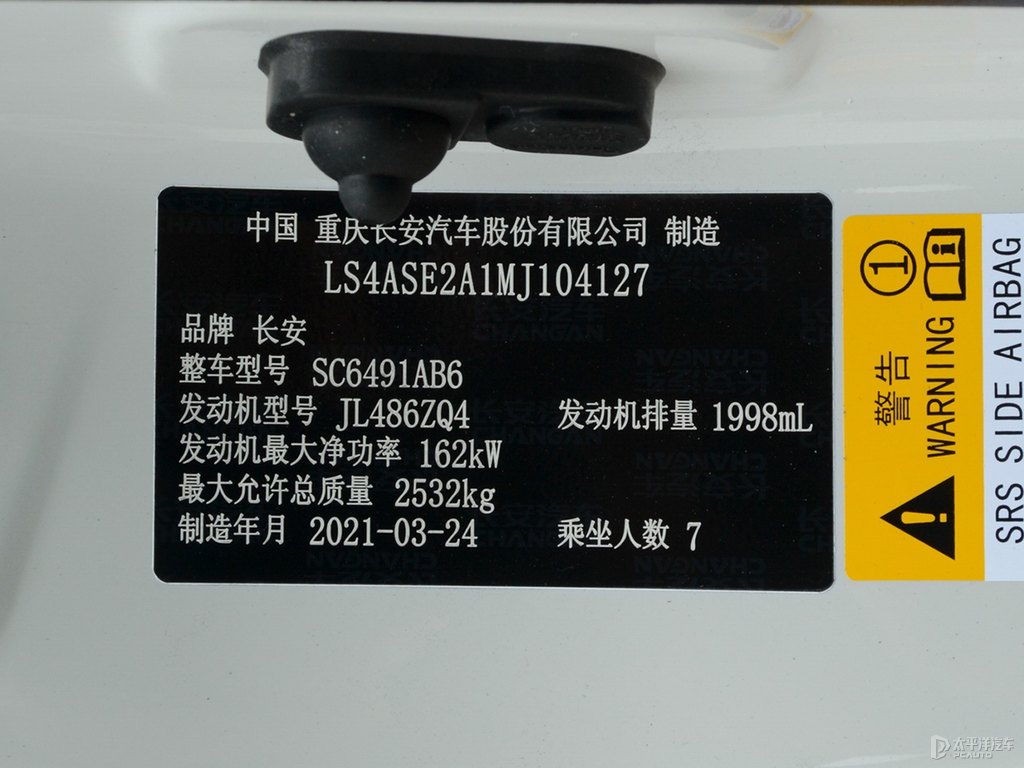 中国 重庆长安汽车股份有限公司 制造
LS4ASE2A1MJ104127
品牌 长安
整车型号 SC6491AB6
发动机型号 JL486ZQ4 发动机排量 1998mL
发动机最大净功率 162kW
最大允许总质量 2532kg
制造年月 2021-03-24 乘坐人数 7
1
警告
WARNING
SRS SIDE AIRBAG
太平洋汽车
PCAUTO